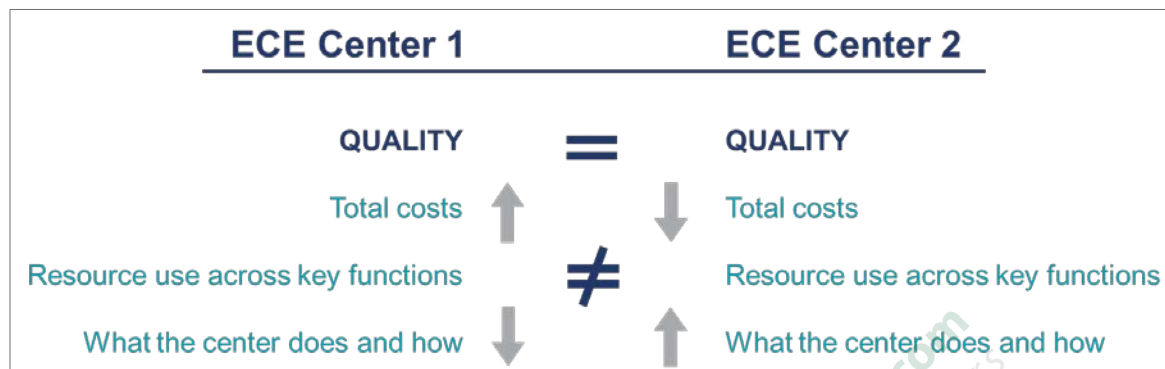 ECE Center 1 ECE Center 2
QUALITY = QUALITY
Total costs Total costs
Resource use across key functions ≠ Resource use across key functions
What the center does and how What the center does and how
com